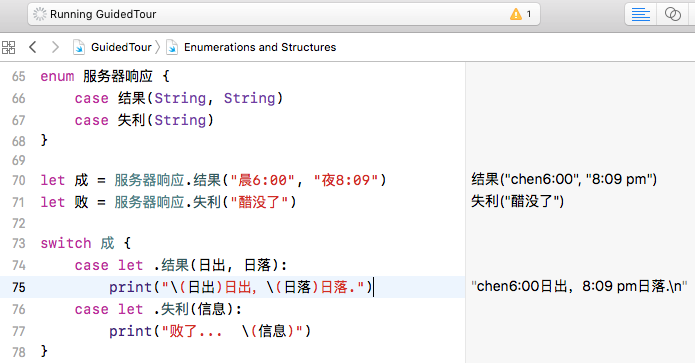 Running GuidedTour
1
GuidedTour
Enumerations and Structures
65 enum 服务器响应 {
66 case 结果(String, String)
67 case 失利(String)
68 }
69
70 let 成 = 服务器响应.结果("晨6:00", "夜8:09") 结果("chen6:00", "8:09 pm")
71 let 败 = 服务器响应.失利("醋没了") 失利("醋没了")
72
73 switch 成 {
74 case let .结果(日出, 日落):
75 print("\(日出)日出，\(日落)日落.") "chen6:00日出，8:09 pm日落.\n"
76 case let .失利(信息):
77 print("败了...  \(信息)")
78 }